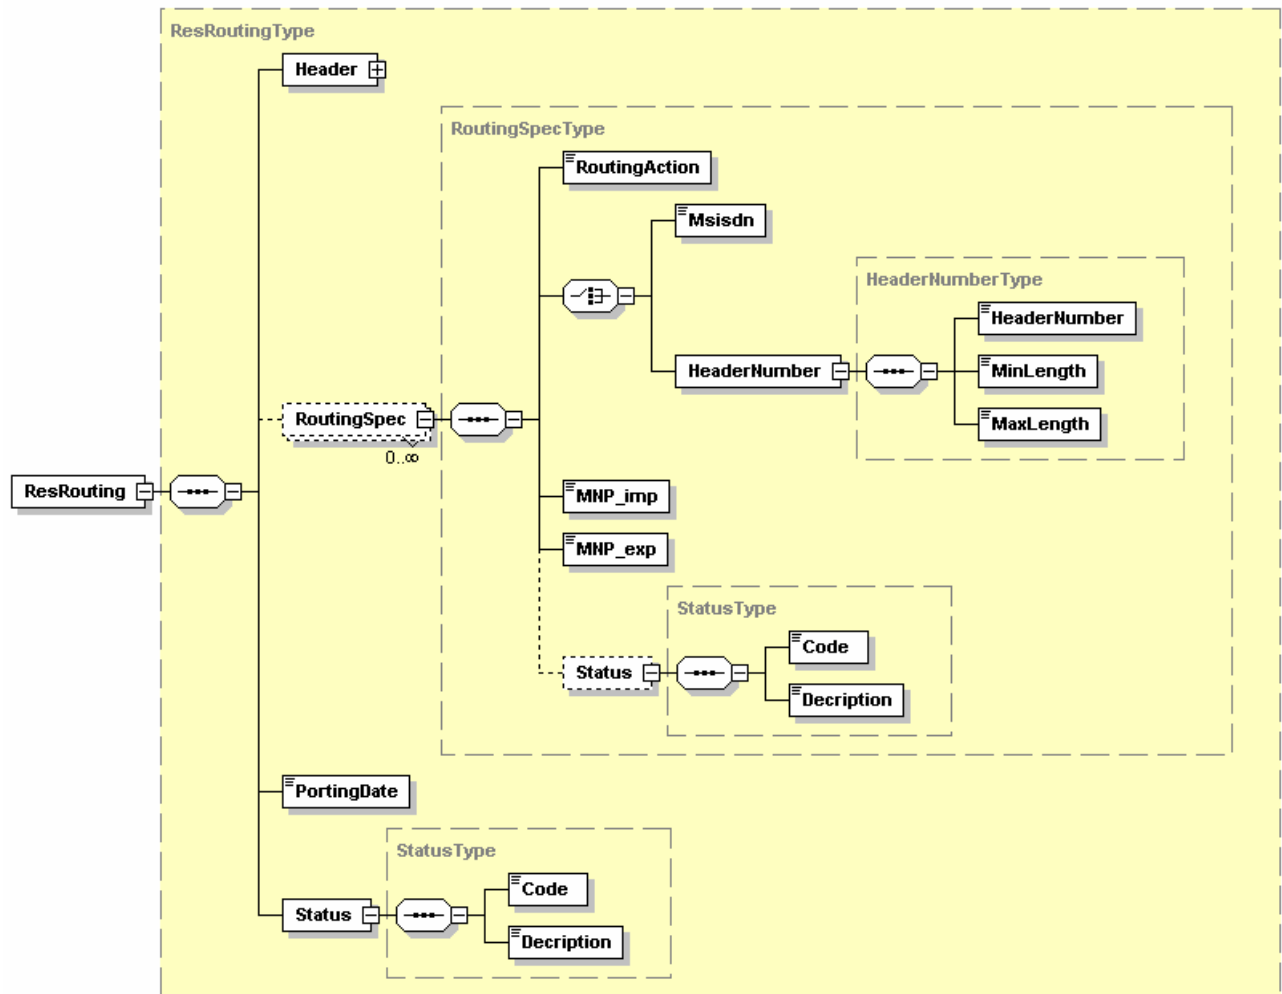 ResRoutingType
Header
RoutingSpecType
RoutingAction
Msisdn
HeaderNumberType
HeaderNumber
MinLength
HeaderNumber
MaxLength
RoutingSpec
0..∞
ResRouting
MNP_imp
MNP_exp
StatusType
Code
Status
Decription
PortingDate
StatusType
Code
Status
Decription